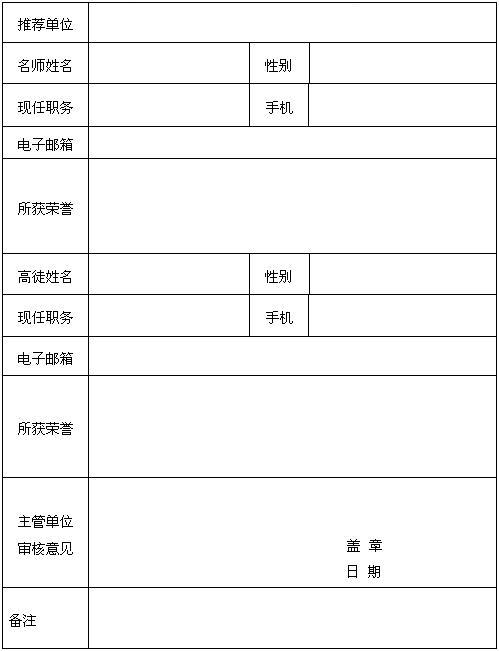 推荐单位
名师姓名 性别
现任职务 手机
电子邮箱
所获荣誉
高徒姓名 性别
现任职务 手机
电子邮箱
所获荣誉
主管单位
审核意见
盖 章
日 期
备注